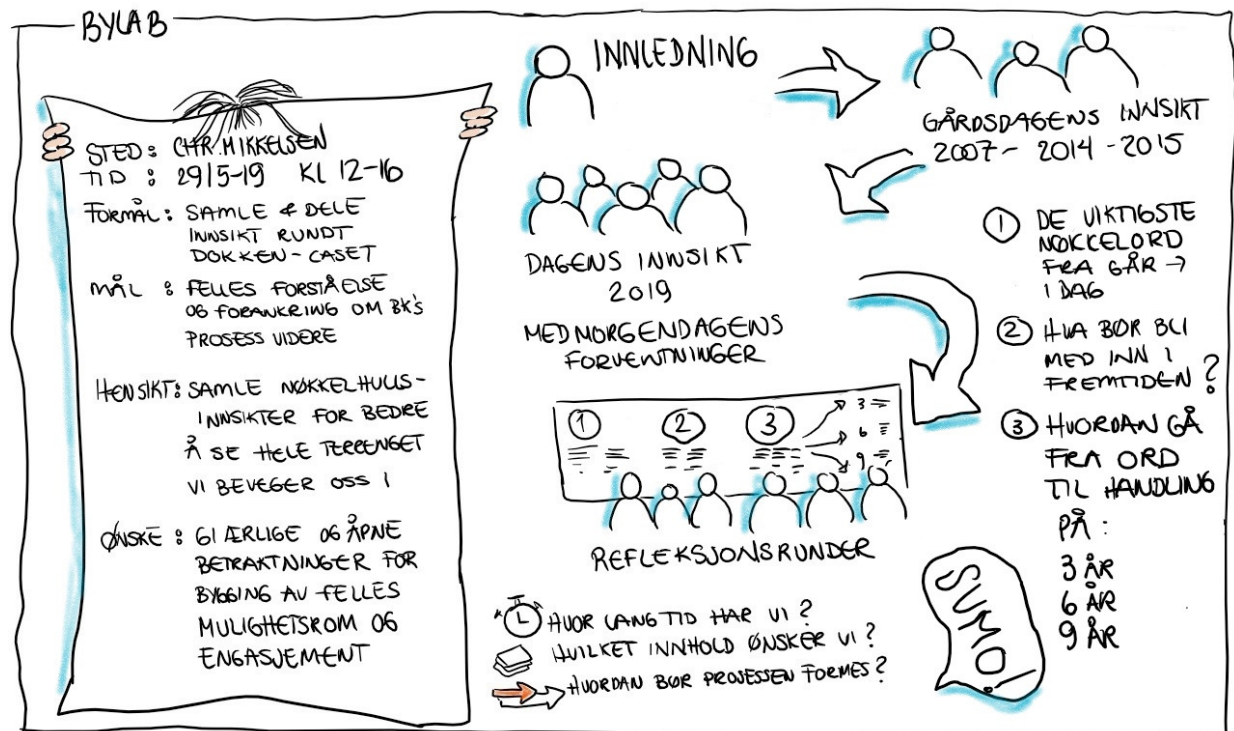 BYLAB
STED: CHR. MIKKELSEN
TID : 29/5-19 KL 12-16
FORMÅL: SAMLE & DELE
INNSIKT RUNDT
DOKKEN-CASET
MÅL : FELLES FORSTÅELSE
OG FORANKRING OM BK'S
PROSESS VIDERE
HENSIKT: SAMLE NØKKELHULLS-
INNSIKTER FOR BEDRE
Å SE HELE TERRENGET
VI BEVEGER OSS I
ØNSKE: GI ÆRLIGE OG ÅPNE
BETRAKTNINGER FOR
BYGGING AV FELLES
MULIGHETSROM OG
ENGASJEMENT
INNLEDNING
GÅRDSDAGENS INNSIKT
2007 - 2014 - 2015
DAGENS INNSIKT
2019
MED MORGENDAGENS
FORVENTNINGER
1 2 3
3
6
9
REFLEKSJONSRUNDER
HVOR LANG TID HAR VI?
HVILKET INNHOLD ØNSKER VI?
HVORDAN BØR PROSESSEN FORMES?
1 DE VIKTIGSTE
NØKKELORD
FRA GÅR →
I DAG
2 HVA BØR BLI
MED INN I
FREMTIDEN?
3 HVORDAN GÅ
FRA ORD
TIL HANDLING
PÅ:
3 ÅR
6 ÅR
9 ÅR
SUMO!